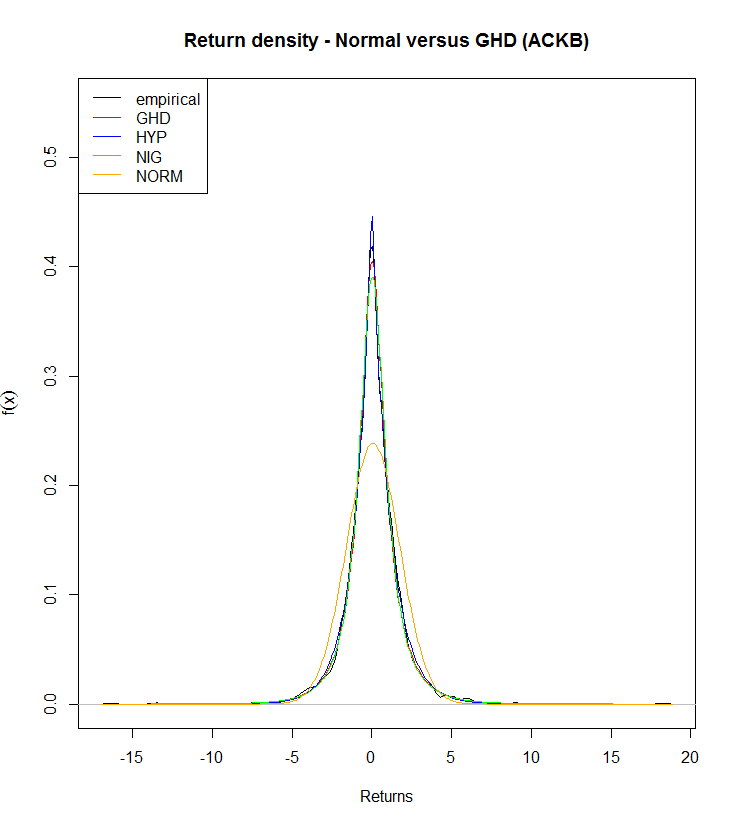 Return density - Normal versus GHD (ACKB)
empirical
GHD
HYP
NIG
NORM
f(x)
0.5
0.4
0.3
0.2
0.1
0.0
-15 -10 -5 0 5 10 15 20
Returns